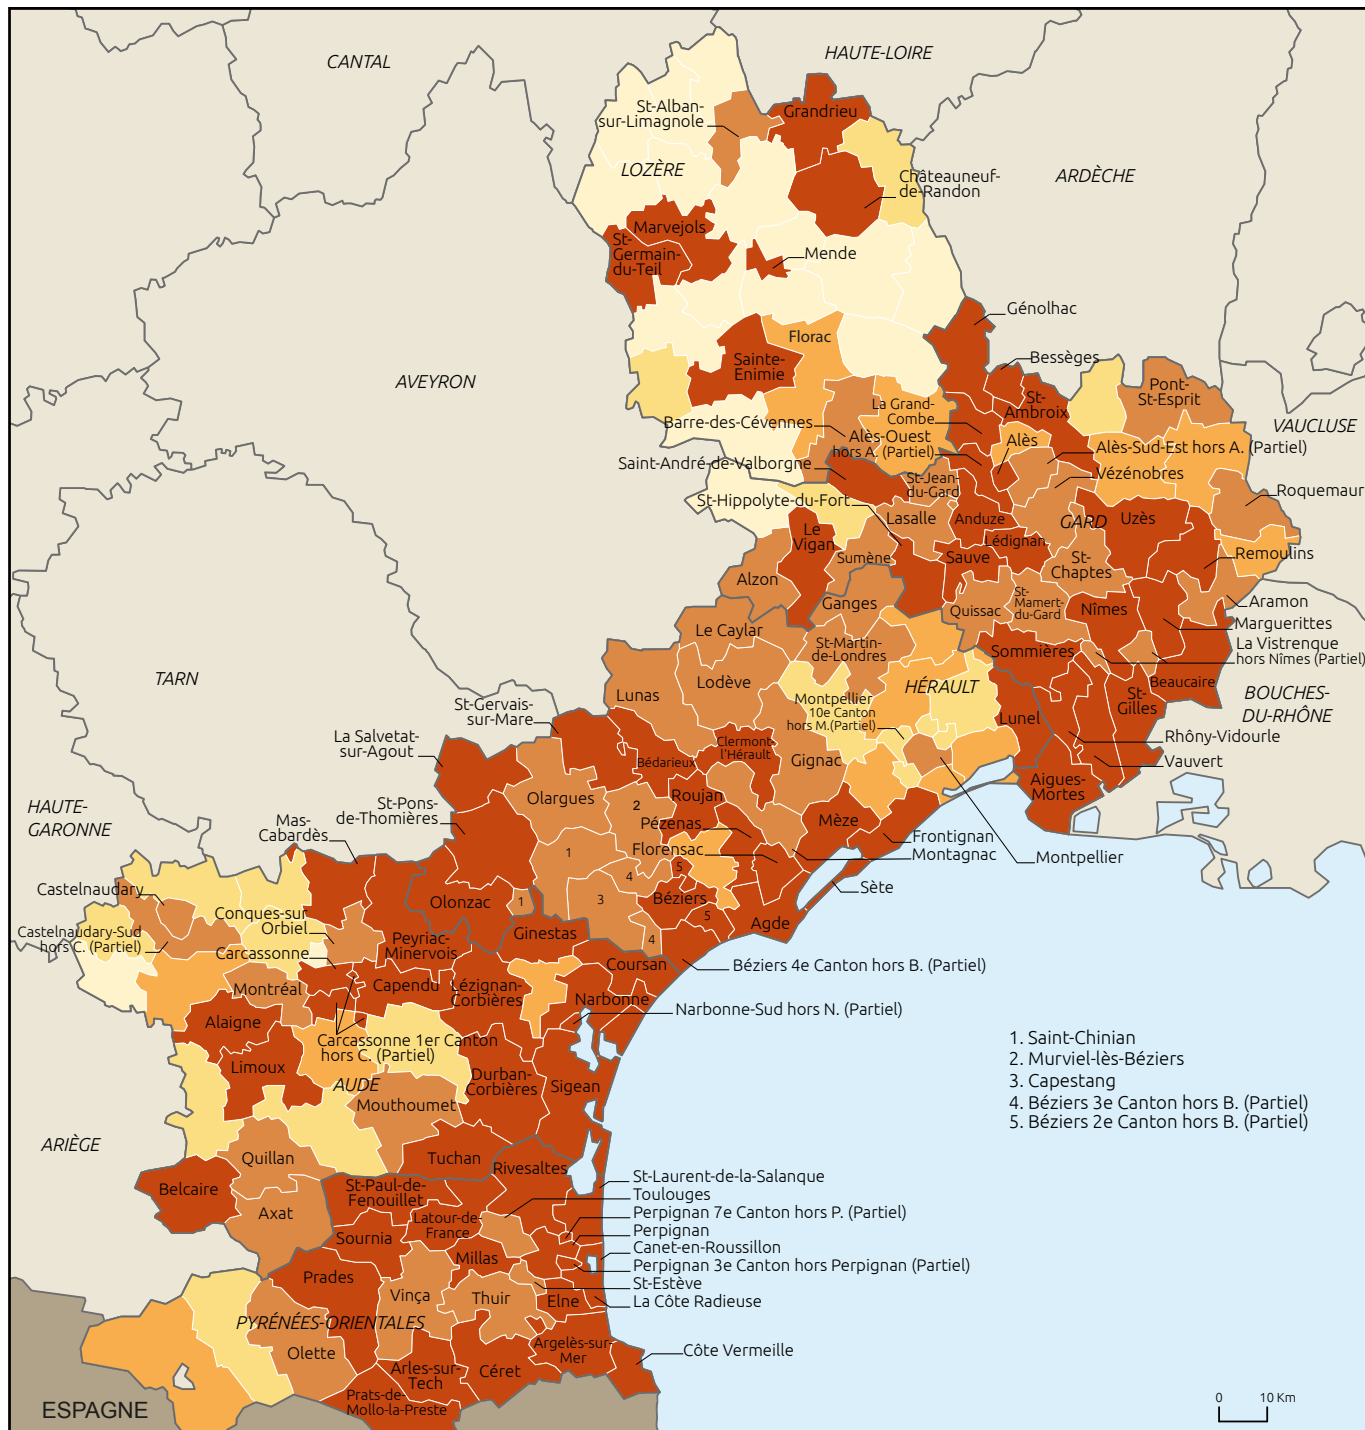 CANTAL
HAUTE-LOIRE
St-Alban-
sur-Limagnole
Grandrieu
LOZÈRE
Châteauneuf-
de-Randon
ARDÈCHE
Marvejols
St-
Germain-
du-Teil
Mende
Génolhac
Florac
Bessèges
Sainte-
Enimie
AVEYRON
St-
Ambroix
Pont-
St-Esprit
La Grand-
Combe
Barre-des-Cévennes
Alès
VAUCLUSE
Alès-Ouest
hors A. (Partiel)
Alès-Sud-Est hors A. (Partiel)
Saint-André-de-Valborgne
St-Jean-
du-Gard
Vézénobres
Roquemaur
St-Hippolyte-du-Fort
Lasalle
Anduze
GARD
Uzès
Le
Vigan
Lédignan
Sumène
Sauve
St-
Chaptes
Remoulins
Alzon
Ganges
Quissac
St-
Mamert-
du-Gard
Nîmes
Aramon
Marguerittes
Le Caylar
St-Martin-
de-Londres
Sommières
La Vistrenque
hors Nîmes (Partiel)
TARN
Lunas
Lodève
Montpellier
10e Canton
hors M.(Partiel)
HÉRAULT
Beaucaire
BOUCHES-
DU-RHÔNE
St-
Gilles
St-Gervais-
sur-Mare
Lunel
La Salvetat-
sur-Agout
Clermont-
l'Hérault
Rhôny-Vidourle
Bédarieux
Gignac
Vauvert
Aigues-
Mortes
HAUTE-
GARONNE
Olargues
2
Roujan
St-Pons-
de-Thomières
Mas-
Cabardès
Pézenas
Mèze
Frontignan
Florensac
Montagnac
Montpellier
1
4
5
Castelnaudary
Sète
Olonzac
1
3
Béziers
Conques-sur
Orbiel
5
Agde
Castelnaudary-Sud
hors C. (Partiel)
Peyriac-
Minervois
Ginestas
4
Carcassonne
Coursan
Béziers 4e Canton hors B. (Partiel)
Montréal
Capendu
Lézignan-
Corbières
Narbonne
Narbonne-Sud hors N. (Partiel)
Alaigne
Carcassonne 1er Canton
hors C. (Partiel)
1. Saint-Chinian
2. Murviel-lès-Béziers
3. Capestang
4. Béziers 3e Canton hors B. (Partiel)
5. Béziers 2e Canton hors B. (Partiel)
Limoux
AUDE
Durban-
Corbières
Sigean
Mouthoumet
ARIÈGE
Quillan
Tuchan
Rivesaltes
Belcaire
St-Paul-de-
Fenouillet
St-Laurent-de-la-Salanque
Toulouges
Axat
Latour-de-
France
Perpignan 7e Canton hors P. (Partiel)
Sournia
Perpignan
Canet-en-Roussillon
Millas
Perpignan 3e Canton hors Perpignan (Partiel)
Prades
St-Estève
Vinça
Thuir
Elne
La Côte Radieuse
PYRÉNÉES-ORIENTALES
Olette
Argelès-sur-
Mer
Côte Vermeille
Arles-sur-
Tech
Céret
Prats-de-
Mollo-la-Preste
ESPAGNE
0 10 Km